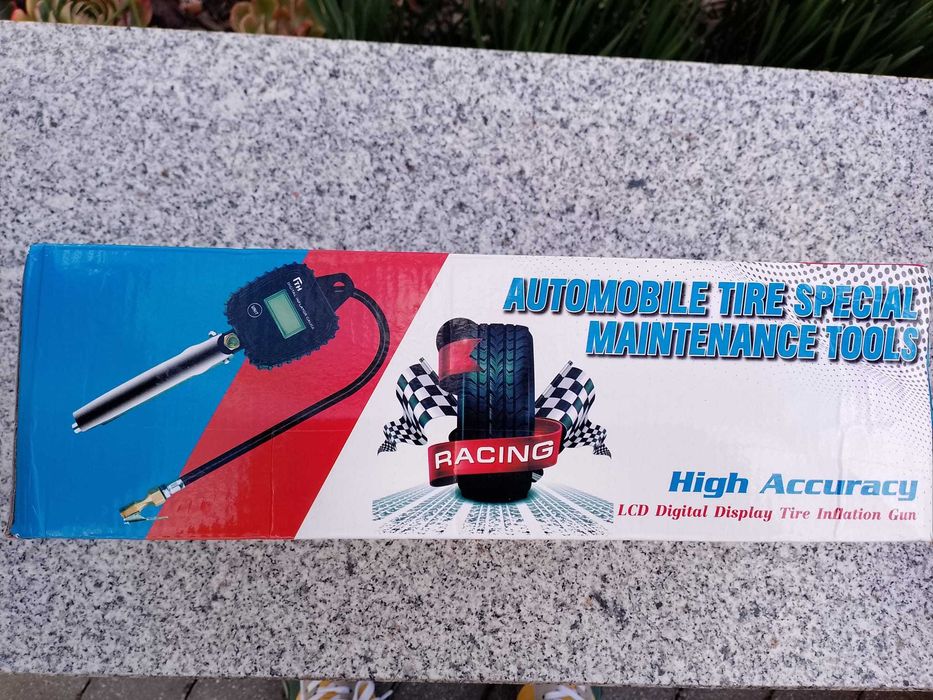 AUTOMOBILE TIRE SPECIAL
MAINTENANCE TOOLS
RACING
High Accuracy
LCD Digital Display Tire Inflation Gun